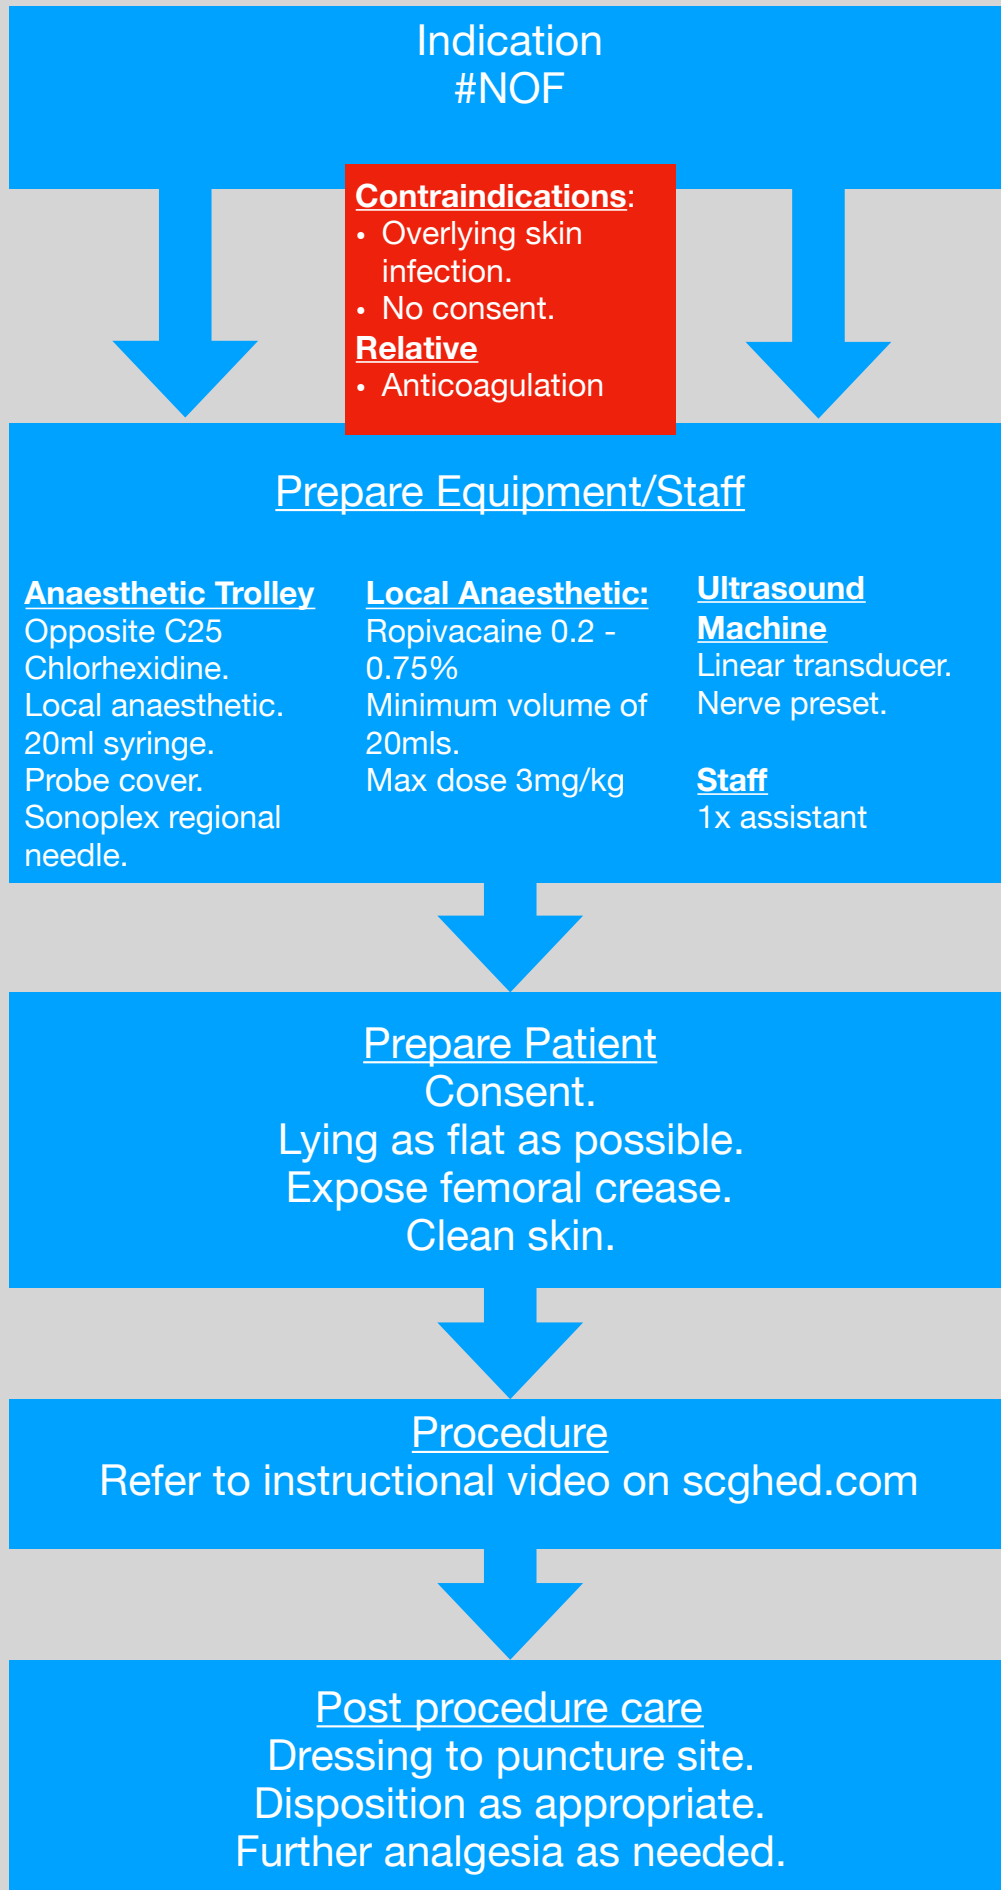 Indication
#NOF
Contraindications:
• Overlying skin
infection.
• No consent.
Relative
• Anticoagulation
Prepare Equipment/Staff
Anaesthetic Trolley
Opposite C25
Chlorhexidine.
Local anaesthetic.
20ml syringe.
Probe cover.
Sonoplex regional
needle.
Local Anaesthetic:
Ropivacaine 0.2 -
0.75%
Minimum volume of
20mls.
Max dose 3mg/kg
Ultrasound
Machine
Linear transducer.
Nerve preset.
Staff
1x assistant
Prepare Patient
Consent.
Lying as flat as possible.
Expose femoral crease.
Clean skin.
Procedure
Refer to instructional video on scghed.com
Post procedure care
Dressing to puncture site.
Disposition as appropriate.
Further analgesia as needed.